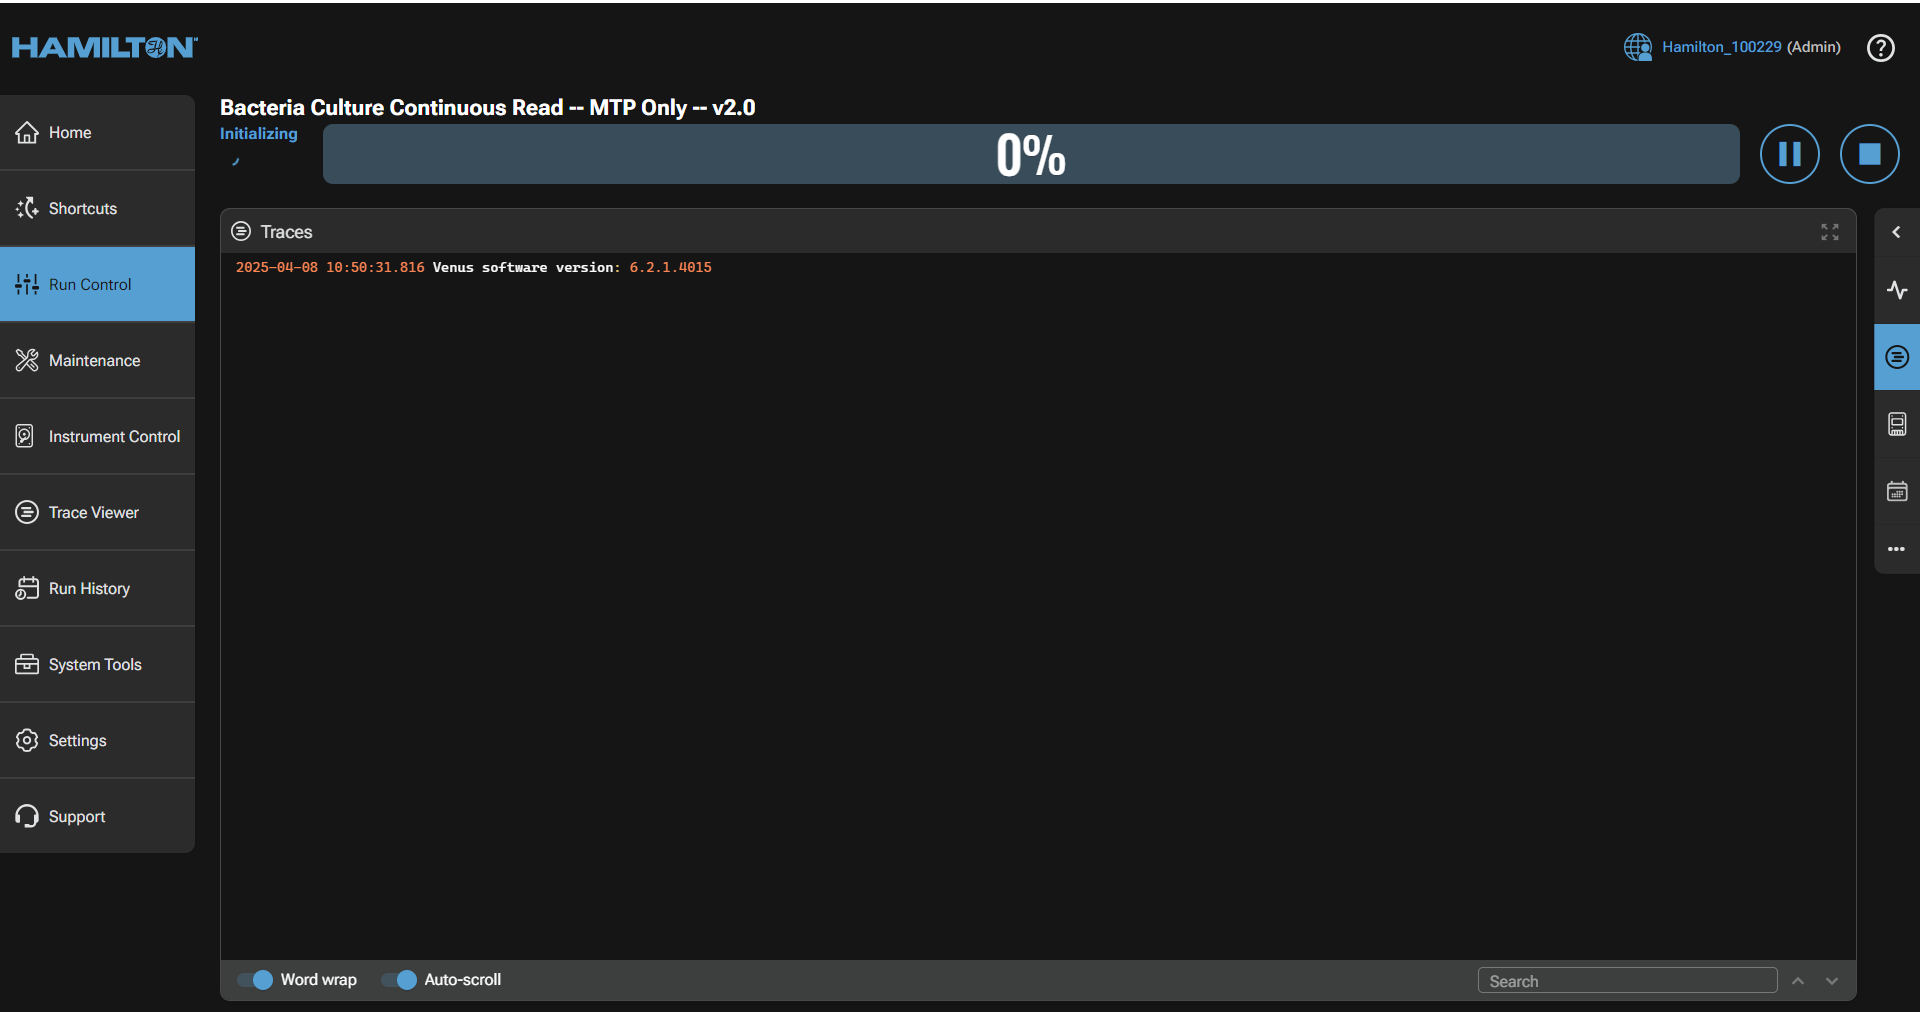 HAMILTON
Hamilton_100229 (Admin)
Home
Shortcuts
Run Control
Maintenance
Instrument Control
Trace Viewer
Run History
System Tools
Settings
Support
Bacteria Culture Continuous Read -- MTP Only -- v2.0
Initializing
0%
Traces
2025-04-08 10:50:31.816 Venus software version: 6.2.1.4015
Word wrap
Auto-scroll
Search